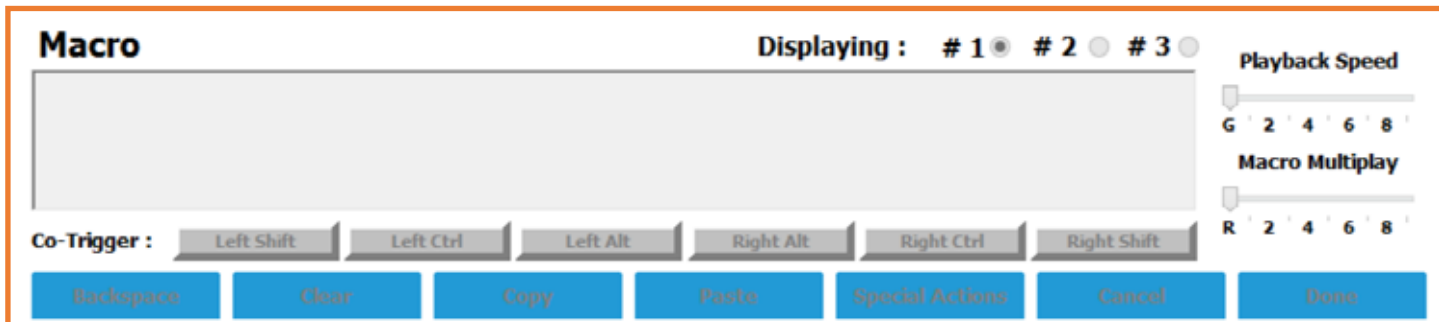 Macro Displaying : # 1 # 2 # 3
Playback Speed
G 2 4 6 8
Macro Multiplay
R 2 4 6 8
Co-Trigger : Left Shift Left Ctrl Left Alt Right Alt Right Ctrl Right Shift
Backspace Clear Copy Paste Special Actions Cancel Done